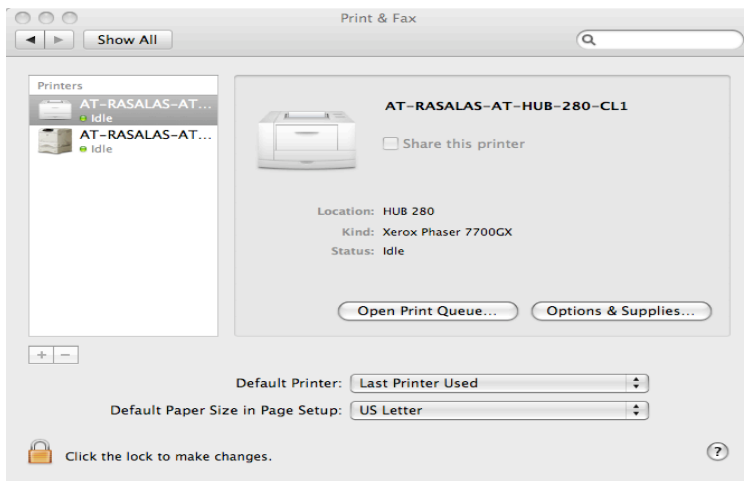 Print & Fax
Show All
Printers
AT-RASALAS-AT...
Idle
AT-RASALAS-AT...
Idle
AT-RASALAS-AT-HUB-280-CL1
Share this printer
Location: HUB 280
Kind: Xerox Phaser 7700GX
Status: Idle
Open Print Queue... Options & Supplies...
+ −
Default Printer: Last Printer Used
Default Paper Size in Page Setup: US Letter
Click the lock to make changes.
?